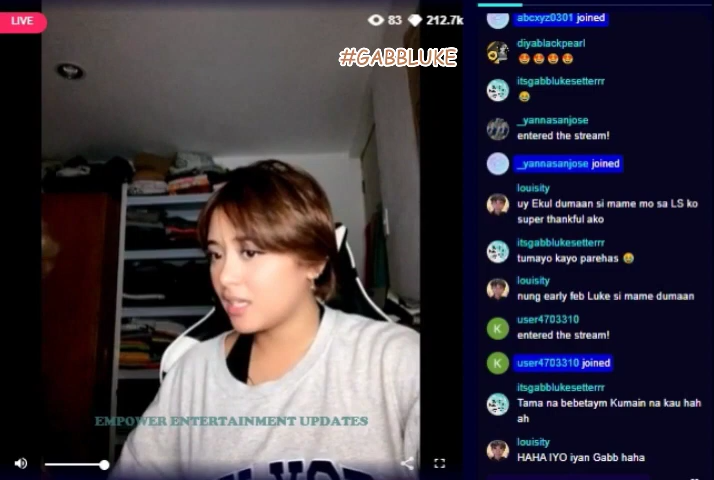 LIVE
83 212.7k
#GABBLUKE
EMPOWER ENTERTAINMENT UPDATES
abcxyz0301 joined
diyablackpearl
itsgabblukesetterrr
_yannasanjose
entered the stream!
_yannasanjose joined
louisity
uy Ekul dumaan si mame mo sa LS ko
super thankful ako
itsgabblukesetterrr
tumayo kayo parehas
louisity
nung early feb Luke si mame dumaan
user4703310
entered the stream!
K
user4703310 joined
K
itsgabblukesetterrr
Tama na bebetaym Kumain na kau hah
ah
louisity
HAHA IYO iyan Gabb haha